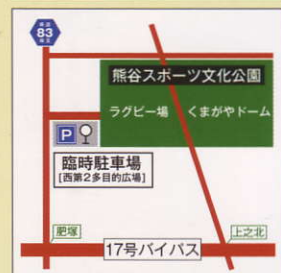 83
熊谷スポーツ文化公園
ラグビー場 くまがやドーム
P
臨時駐車場
[西第2多目的広場]
肥塚
上之北
17号バイパス